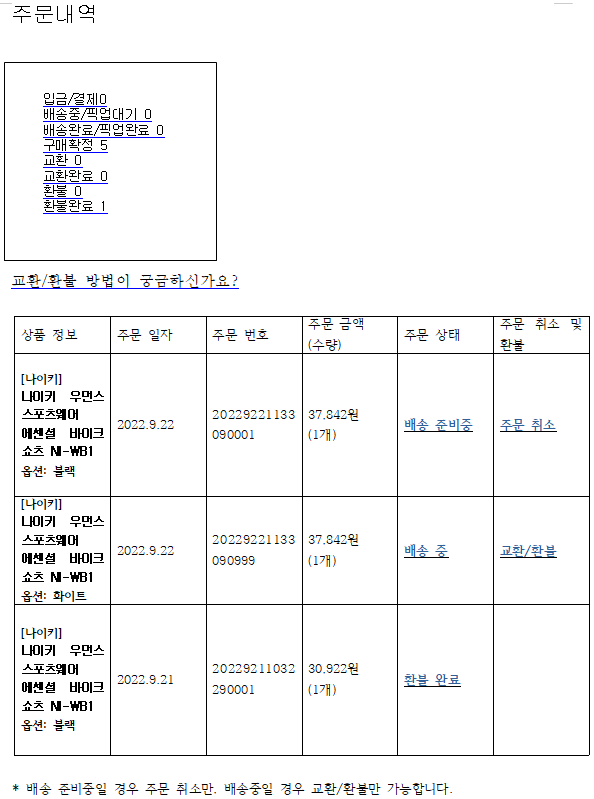 주문내역
입금/결제0
배송중/픽업대기 0
배송완료/픽업완료 0
구매확정 5
교환 0
교환완료 0
환불 0
환불완료 1
교환/환불 방법이 궁금하신가요?
상품 정보
주문 일자
주문 번호
주문 금액
(수량)
주문 상태
주문 취소 및
환불
[나이키]
나이키 우먼스
스포츠웨어
에센셜 바이크
쇼츠 NI-WB1
옵션: 블랙
2022.9.22
20229221133
090001
37,842원
(1개)
배송 준비중
주문 취소
[나이키]
나이키 우먼스
스포츠웨어
에센셜 바이크
쇼츠 NI-WB1
옵션: 화이트
2022.9.22
20229221133
090999
37,842원
(1개)
배송 중
교환/환불
[나이키]
나이키 우먼스
스포츠웨어
에센셜 바이크
쇼츠 NI-WB1
옵션: 블랙
2022.9.21
20229211032
290001
30,922원
(1개)
환불 완료
* 배송 준비중일 경우 주문 취소만, 배송중일 경우 교환/환불만 가능합니다.